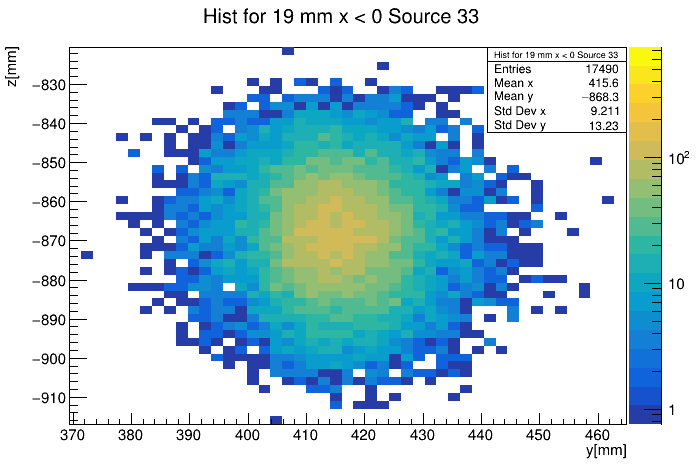 Hist for 19 mm x < 0 Source 33
z[mm]
Hist for 19 mm x < 0 Source 33
Entries 17490
Mean x 415.6
Mean y −868.3
Std Dev x 9.211
Std Dev y 13.23
−830
−840
−850
−860
−870
−880
−890
−900
−910
10²
10
1
370 380 390 400 410 420 430 440 450 460
y[mm]